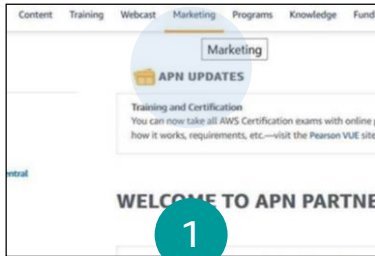 Content Training Webcast Marketing Programs Knowledge Fund
Marketing
APN UPDATES
Training and Certification
You can now take all AWS Certification exams with online
how it works, requirements, etc.—visit the Pearson VUE site
entral
WELCOME TO APN PARTNE
1